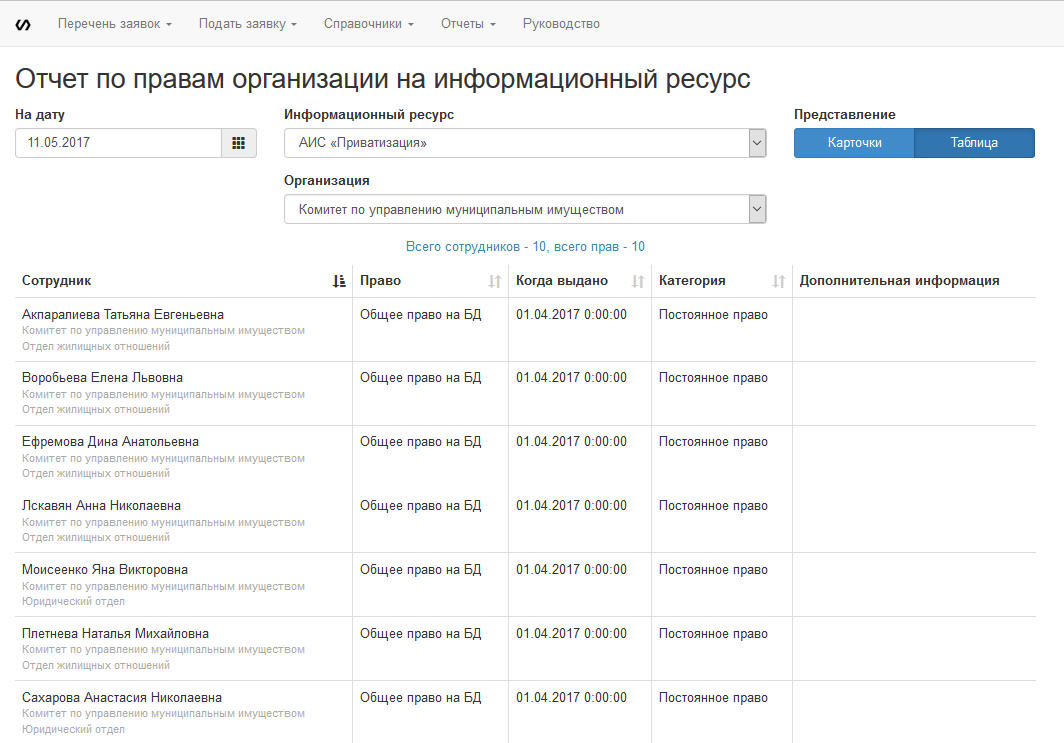 Перечень заявок Подать заявку Справочники Отчеты Руководство
Отчет по правам организации на информационный ресурс
На дату Информационный ресурс Представление
11.05.2017 АИС «Приватизация» Карточки Таблица
Организация
Комитет по управлению муниципальным имуществом
Всего сотрудников - 10, всего прав - 10
Сотрудник Право Когда выдано Категория Дополнительная информация
Акпаралиева Татьяна Евгеньевна Общее право на БД 01.04.2017 0:00:00 Постоянное право
Комитет по управлению муниципальным имуществом
Отдел жилищных отношений
Воробьева Елена Львовна Общее право на БД 01.04.2017 0:00:00 Постоянное право
Комитет по управлению муниципальным имуществом
Отдел жилищных отношений
Ефремова Дина Анатольевна Общее право на БД 01.04.2017 0:00:00 Постоянное право
Комитет по управлению муниципальным имуществом
Отдел жилищных отношений
Лскавян Анна Николаевна Общее право на БД 01.04.2017 0:00:00 Постоянное право
Комитет по управлению муниципальным имуществом
Отдел жилищных отношений
Моисеенко Яна Викторовна Общее право на БД 01.04.2017 0:00:00 Постоянное право
Комитет по управлению муниципальным имуществом
Юридический отдел
Плетнева Наталья Михайловна Общее право на БД 01.04.2017 0:00:00 Постоянное право
Комитет по управлению муниципальным имуществом
Отдел жилищных отношений
Сахарова Анастасия Николаевна Общее право на БД 01.04.2017 0:00:00 Постоянное право
Комитет по управлению муниципальным имуществом
Юридический отдел